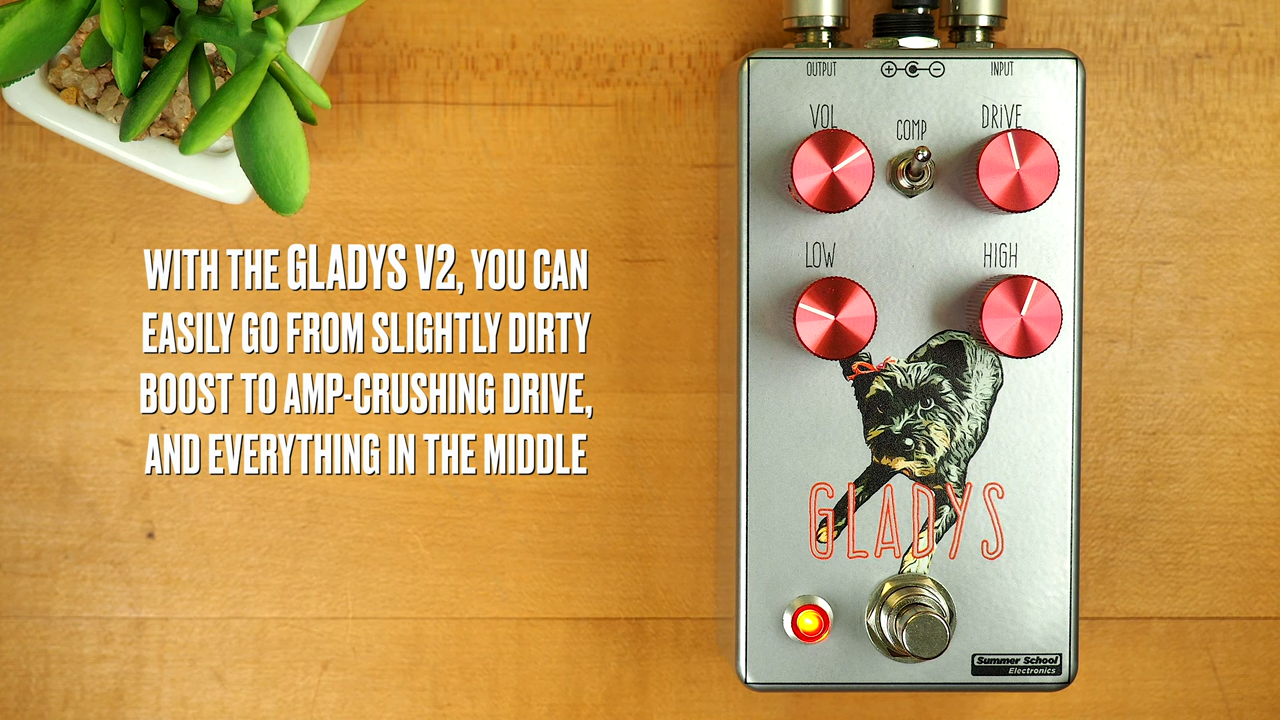 OUTPUT
INPUT
VOL
COMP
DRIVE
LOW
HIGH
WITH THE GLADYS V2, YOU CAN
EASILY GO FROM SLIGHTLY DIRTY
BOOST TO AMP-CRUSHING DRIVE,
AND EVERYTHING IN THE MIDDLE
GLADYS
Summer School
Electronics